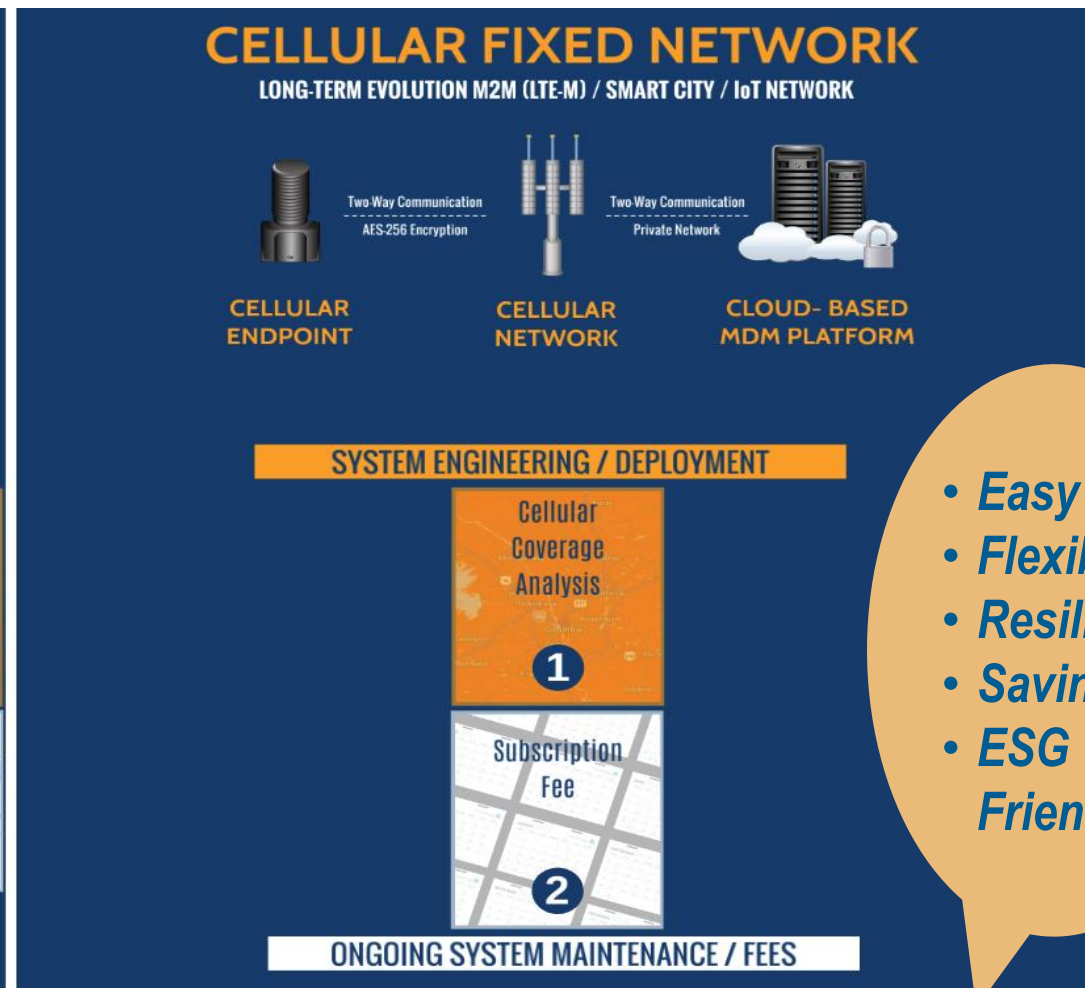 CELLULAR FIXED NETWORK
LONG-TERM EVOLUTION M2M (LTE-M) / SMART CITY / IoT NETWORK
Two-Way Communication
AES-256 Encryption
Two-Way Communication
Private Network
CELLULAR
ENDPOINT
CELLULAR
NETWORK
CLOUD- BASED
MDM PLATFORM
SYSTEM ENGINEERING / DEPLOYMENT
Cellular
Coverage
Analysis
1
Subscription
Fee
2
ONGOING SYSTEM MAINTENANCE / FEES
• Easy
• Flexib
• Resil
• Savin
• ESG
Frien